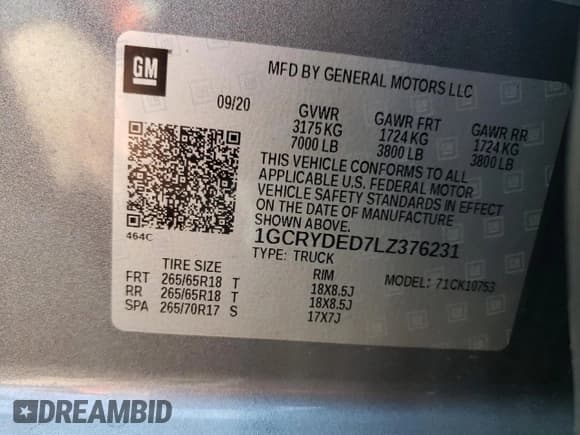 GM
MFD BY GENERAL MOTORS LLC
09/20
GVWR GAWR FRT GAWR RR
3175 KG 1724 KG 1724 KG
7000 LB 3800 LB 3800 LB
THIS VEHICLE CONFORMS TO ALL
APPLICABLE U.S. FEDERAL MOTOR
VEHICLE SAFETY STANDARDS IN EFFECT
ON THE DATE OF MANUFACTURE
SHOWN ABOVE.
464C
1GCRYDED7LZ376231
TYPE: TRUCK
MODEL: 71CK10753
TIRE SIZE RIM
FRT 265/65R18 T 18X8.5J
RR 265/65R18 T 18X8.5J
SPA 265/70R17 S 17X7J
DREAMBID